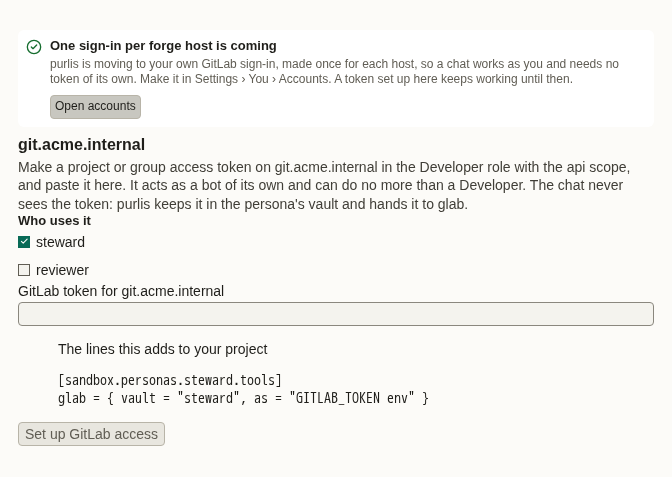 One sign-in per forge host is coming
purlis is moving to your own GitLab sign-in, made once for each host, so a chat works as you and needs no
token of its own. Make it in Settings › You › Accounts. A token set up here keeps working until then.
Open accounts
git.acme.internal
Make a project or group access token on git.acme.internal in the Developer role with the api scope,
and paste it here. It acts as a bot of its own and can do no more than a Developer. The chat never
sees the token: purlis keeps it in the persona's vault and hands it to glab.
Who uses it
steward
reviewer
GitLab token for git.acme.internal
The lines this adds to your project
[sandbox.personas.steward.tools]
glab = { vault = "steward", as = "GITLAB_TOKEN env" }
Set up GitLab access